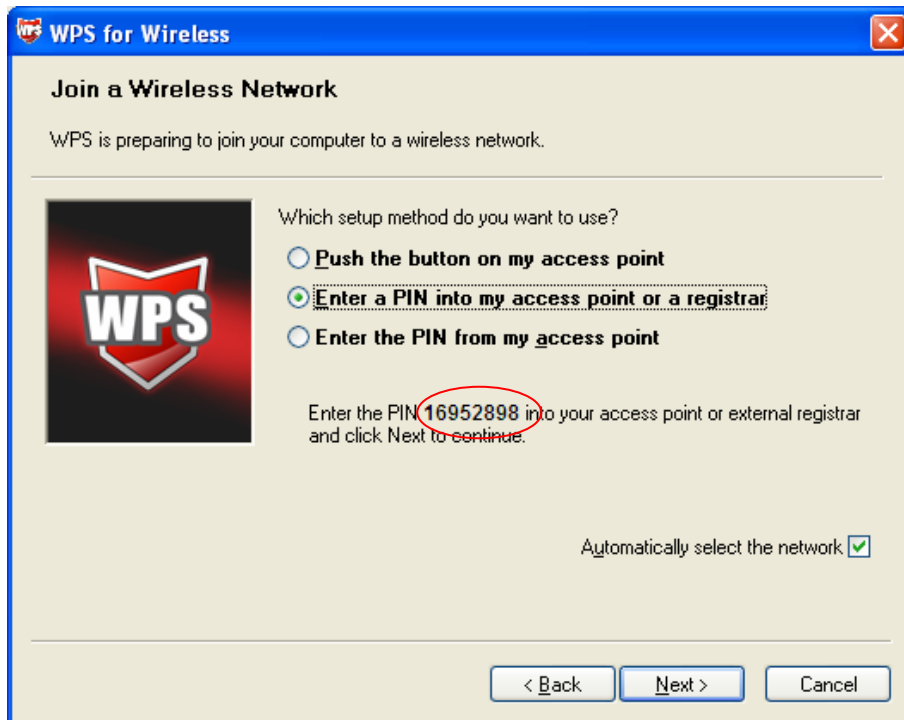 WPS for Wireless
Join a Wireless Network
WPS is preparing to join your computer to a wireless network.
WPS
Which setup method do you want to use?
Push the button on my access point
Enter a PIN into my access point or a registrar
Enter the PIN from my access point
Enter the PIN 16952898 into your access point or external registrar
and click Next to continue.
Automatically select the network
< Back
Next >
Cancel